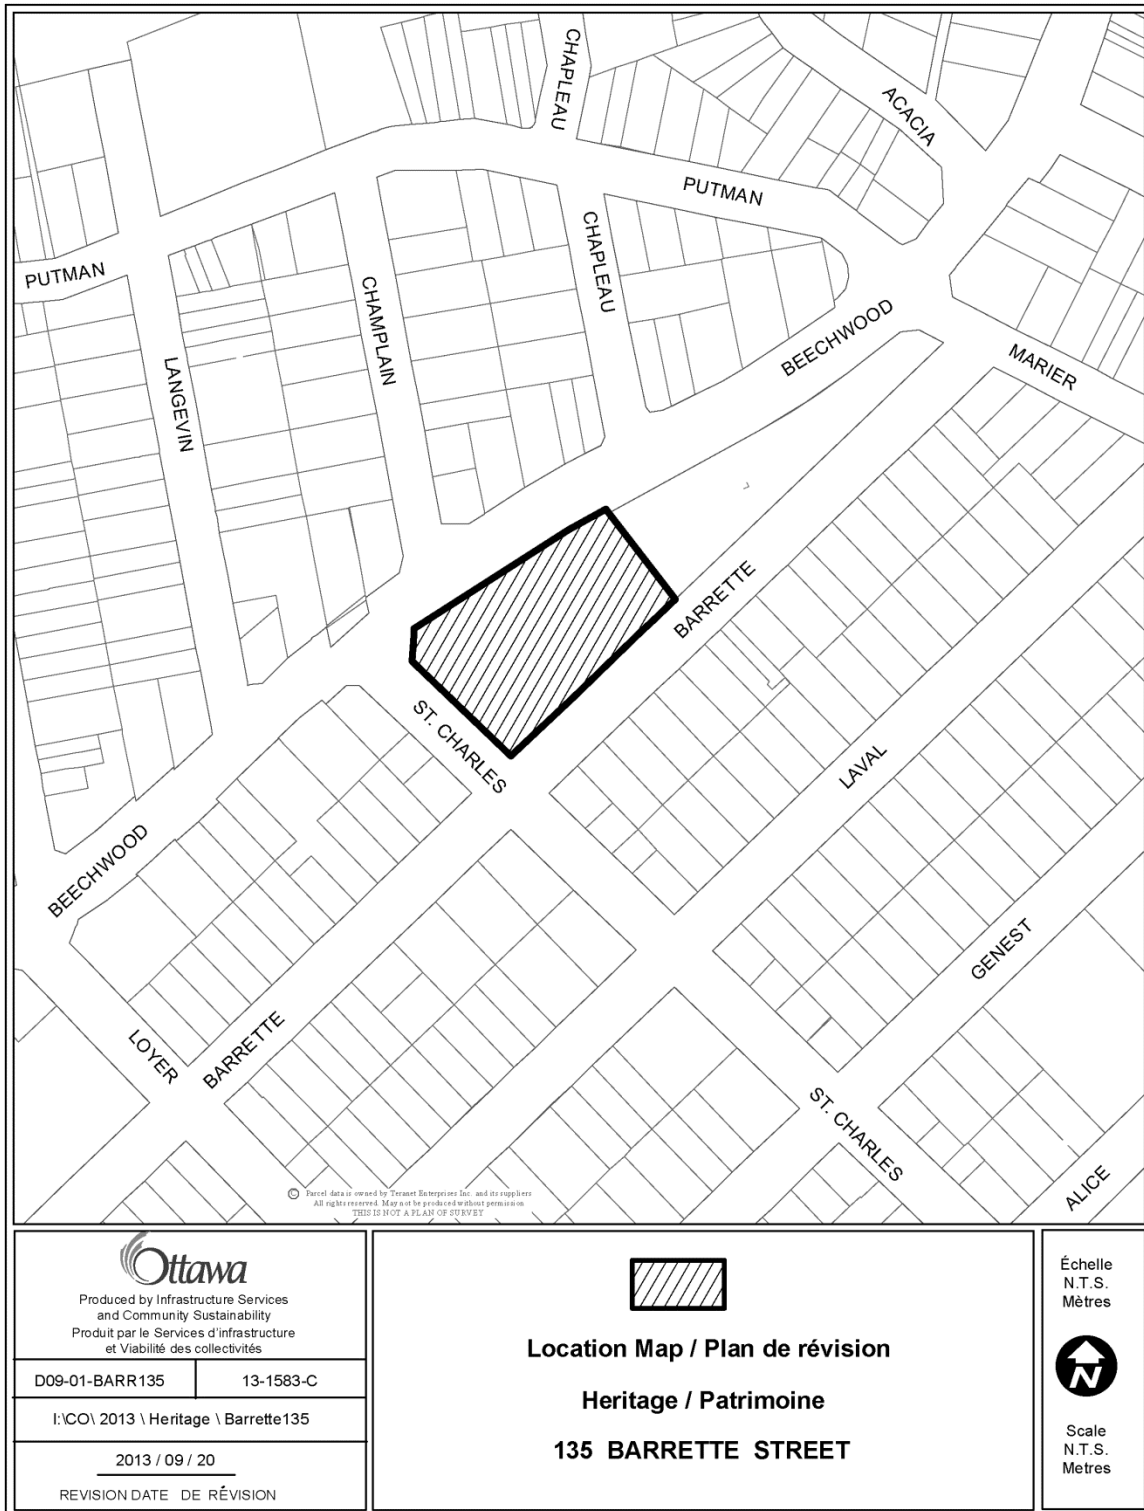 CHAPLEAU
ACACIA
PUTMAN
CHAPLEAU
PUTMAN
CHAMPLAIN
BEECHWOOD
MARIER
LANGEVIN
BARRETTE
ST. CHARLES
LAVAL
BEECHWOOD
GENEST
LOYER
BARRETTE
ST. CHARLES
ALICE
© Parcel data is owned by Teranet Enterprises Inc. and its suppliers
All rights reserved. May not be produced without permission
THIS IS NOT A PLAN OF SURVEY
Ottawa
Produced by Infrastructure Services
and Community Sustainability
Produit par le Services d'infrastructure
et Viabilité des collectivités
D09-01-BARR135
13-1583-C
I:\CO\ 2013 \ Heritage \ Barrette135
2013 / 09 / 20
REVISION DATE DE RÉVISION
Location Map / Plan de révision
Heritage / Patrimoine
135 BARRETTE STREET
Échelle
N.T.S.
Mètres
N
Scale
N.T.S.
Metres